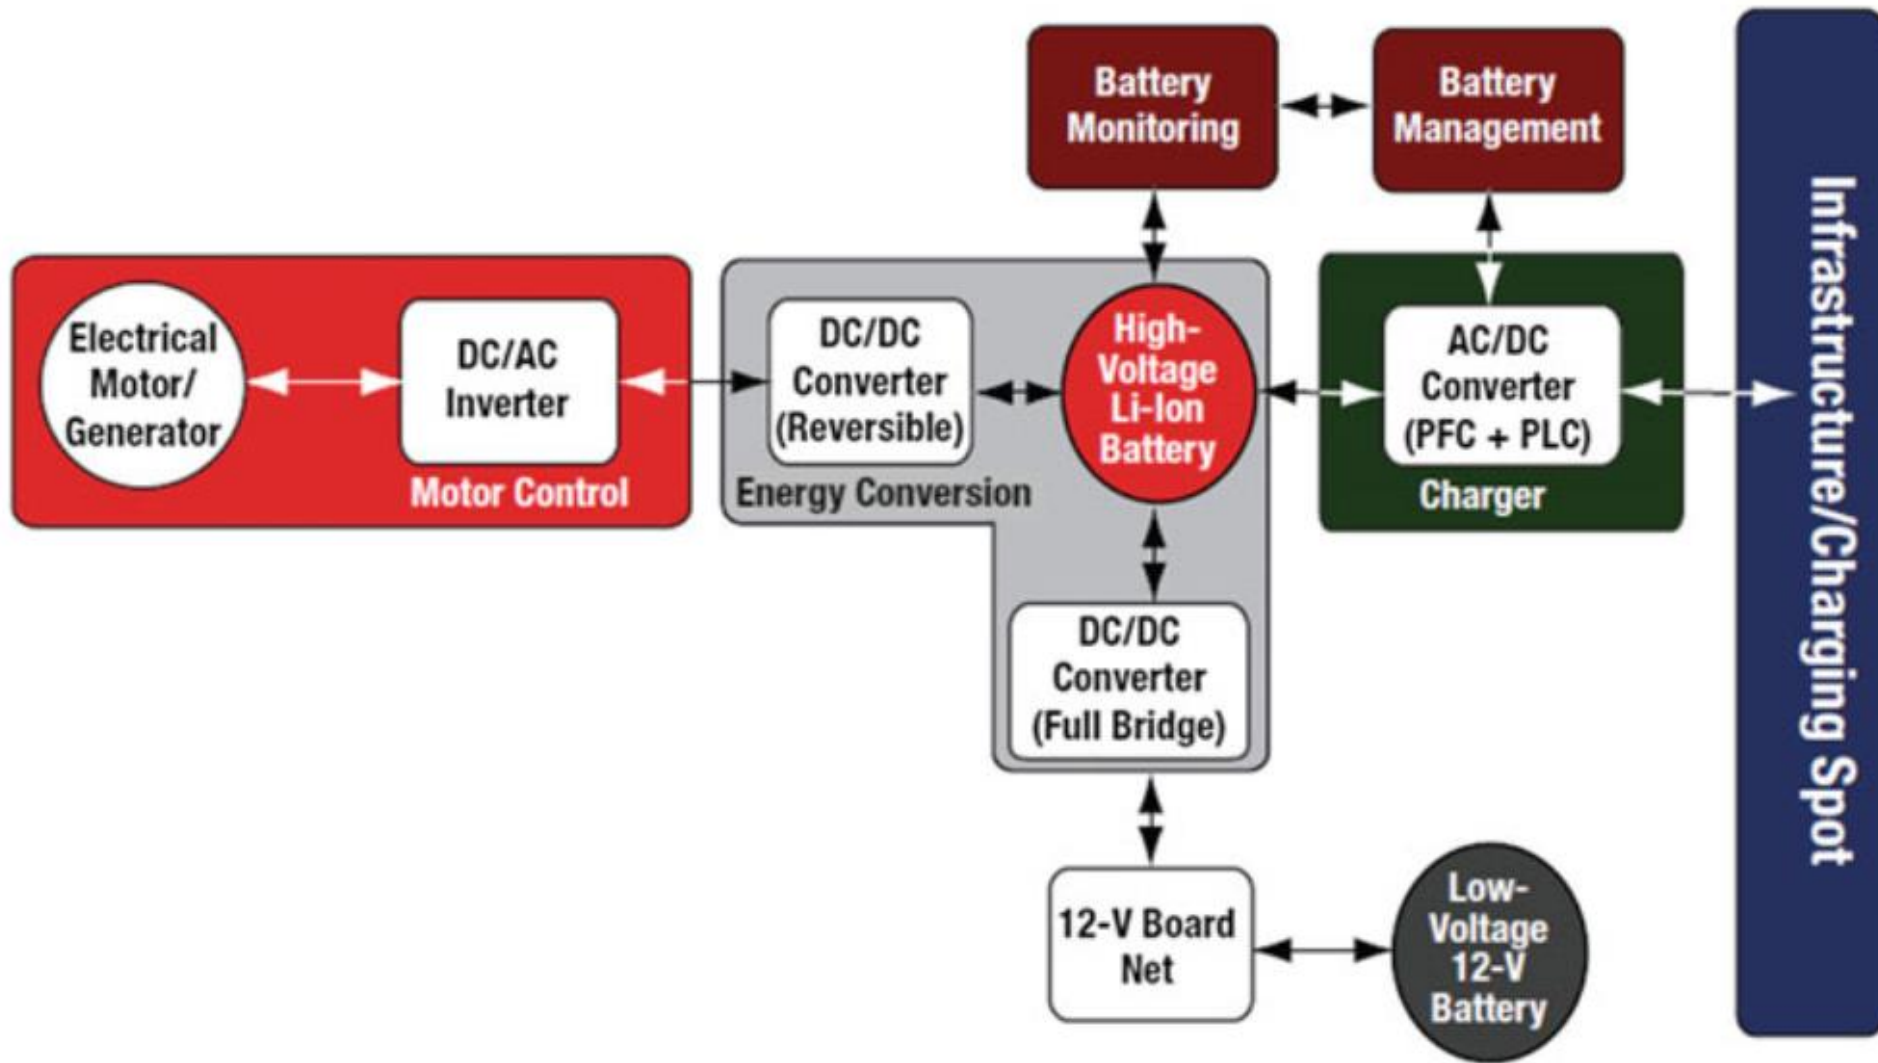 Battery
Monitoring
Battery
Management
Electrical
Motor/
Generator
DC/AC
Inverter
Motor Control
DC/DC
Converter
(Reversible)
Energy Conversion
High-
Voltage
Li-Ion
Battery
AC/DC
Converter
(PFC + PLC)
Charger
DC/DC
Converter
(Full Bridge)
12-V Board
Net
Low-
Voltage
12-V
Battery
Infrastructure/Charging Spot